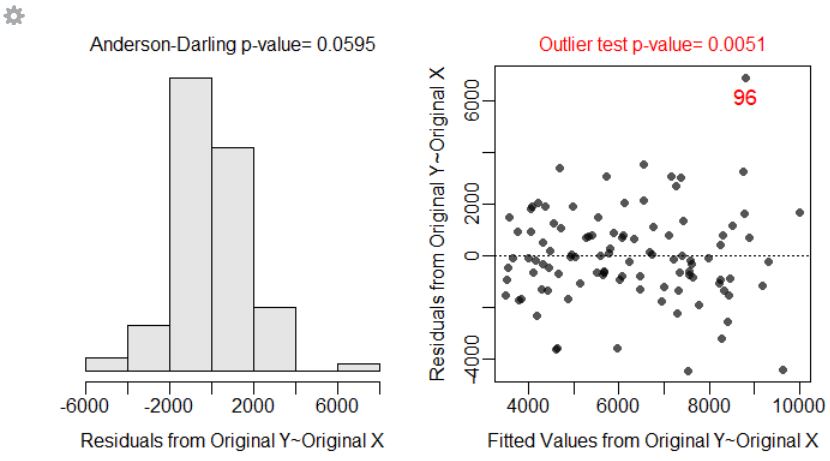 Anderson-Darling p-value= 0.0595
-6000 -2000 2000 6000
Residuals from Original Y~Original X
Outlier test p-value= 0.0051
96
Residuals from Original Y~Original X
6000
2000
0
-4000
4000 6000 8000 10000
Fitted Values from Original Y~Original X